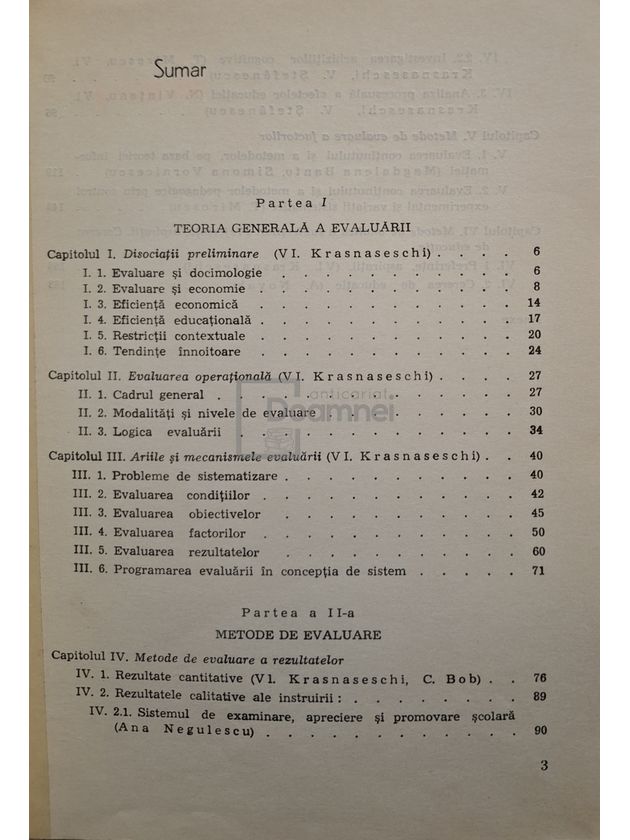 Sumar
Partea I
TEORIA GENERALĂ A EVALUĂRII
Capitolul I. Disociații preliminare (Vl. Krasnaseschi) . . . . 6
I. 1. Evaluare și docimologie . . . . . . . . . . 6
I. 2. Evaluare și economie . . . . . . . . . . 8
I. 3. Eficiență economică . . . . . . . . . . 14
I. 4. Eficiență educațională . . . . . . . . . . 17
I. 5. Restricții contextuale . . . . . . . . . . 20
I. 6. Tendințe înnoitoare . . . . . . . . . . 24
Capitolul II. Evaluarea operațională (Vl. Krasnaseschi) . . . . 27
II. 1. Cadrul general . . . . . . . . . . . 27
II. 2. Modalități și nivele de evaluare . . . . . . . 30
II. 3. Logica evaluării . . . . . . . . . . 34
anticariat
Deamnei
Capitolul III. Ariile și mecanismele evaluării (Vl. Krasnaseschi) . . 40
III. 1. Probleme de sistematizare . . . . . . . . . 40
III. 2. Evaluarea condițiilor . . . . . . . . . . 42
III. 3. Evaluarea obiectivelor . . . . . . . . . 45
III. 4. Evaluarea factorilor . . . . . . . . . . 50
III. 5. Evaluarea rezultatelor . . . . . . . . . 60
III. 6. Programarea evaluării în concepția de sistem . . . . . 71
Partea a II-a
METODE DE EVALUARE
Capitolul IV. Metode de evaluare a rezultatelor
IV. 1. Rezultate cantitative (Vl. Krasnaseschi, C. Bob) . . 76
IV. 2. Rezultatele calitative ale instruirii : . . . . . . . 89
IV. 2.1. Sistemul de examinare, apreciere și promovare școlară
(Ana Negulescu) . . . . . . . . . . 90
3